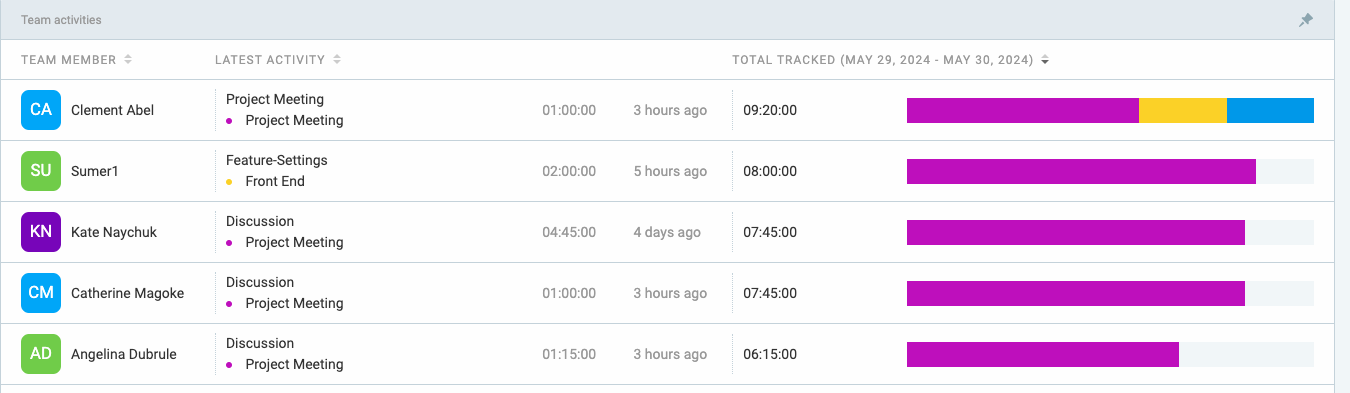 Team activities
TEAM MEMBER LATEST ACTIVITY TOTAL TRACKED (MAY 29, 2024 - MAY 30, 2024)
CA Clement Abel Project Meeting Project Meeting 01:00:00 3 hours ago 09:20:00
SU Sumer1 Feature-Settings Front End 02:00:00 5 hours ago 08:00:00
KN Kate Naychuk Discussion Project Meeting 04:45:00 4 days ago 07:45:00
CM Catherine Magoke Discussion Project Meeting 01:00:00 3 hours ago 07:45:00
AD Angelina Dubrule Discussion Project Meeting 01:15:00 3 hours ago 06:15:00